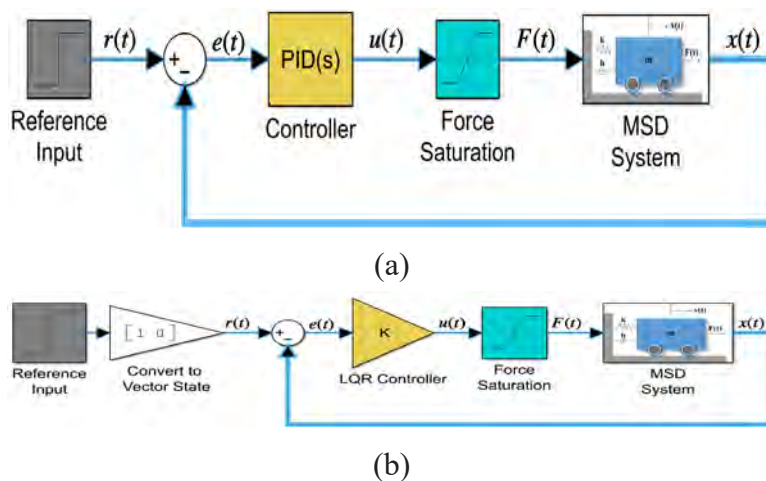 r(t) e(t) PID(s) u(t) F(t) x(t)
+
−
k
b
m
x(t)
F(t)
Reference Input
Controller
Force Saturation
MSD System
(a)
[1 0]
r(t) e(t) K u(t) F(t) x(t)
+
−
k
b
m
x(t)
F(t)
Reference Input
Convert to Vector State
LQR Controller
Force Saturation
MSD System
(b)